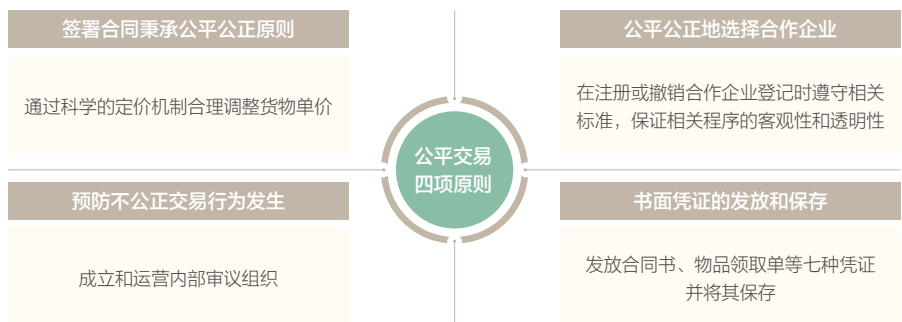 签署合同秉承公平公正原则
通过科学的定价机制合理调整货物单价
公平公正地选择合作企业
在注册或撤销合作企业登记时遵守相关
标准，保证相关程序的客观性和透明性
公平交易
四项原则
预防不公正交易行为发生
成立和运营内部审议组织
书面凭证的发放和保存
发放合同书、物品领取单等七种凭证
并将其保存